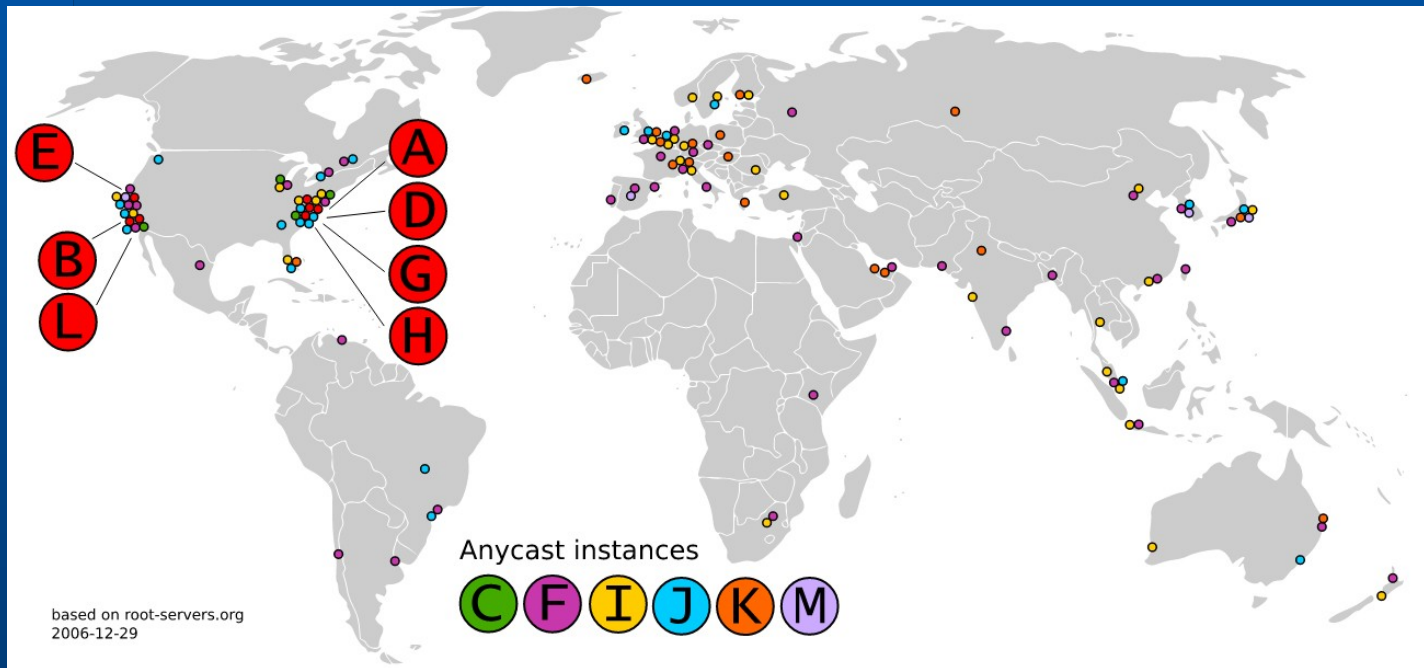 E
B
L
A
D
G
H
Anycast instances
C F I J K M
based on root-servers.org
2006-12-29